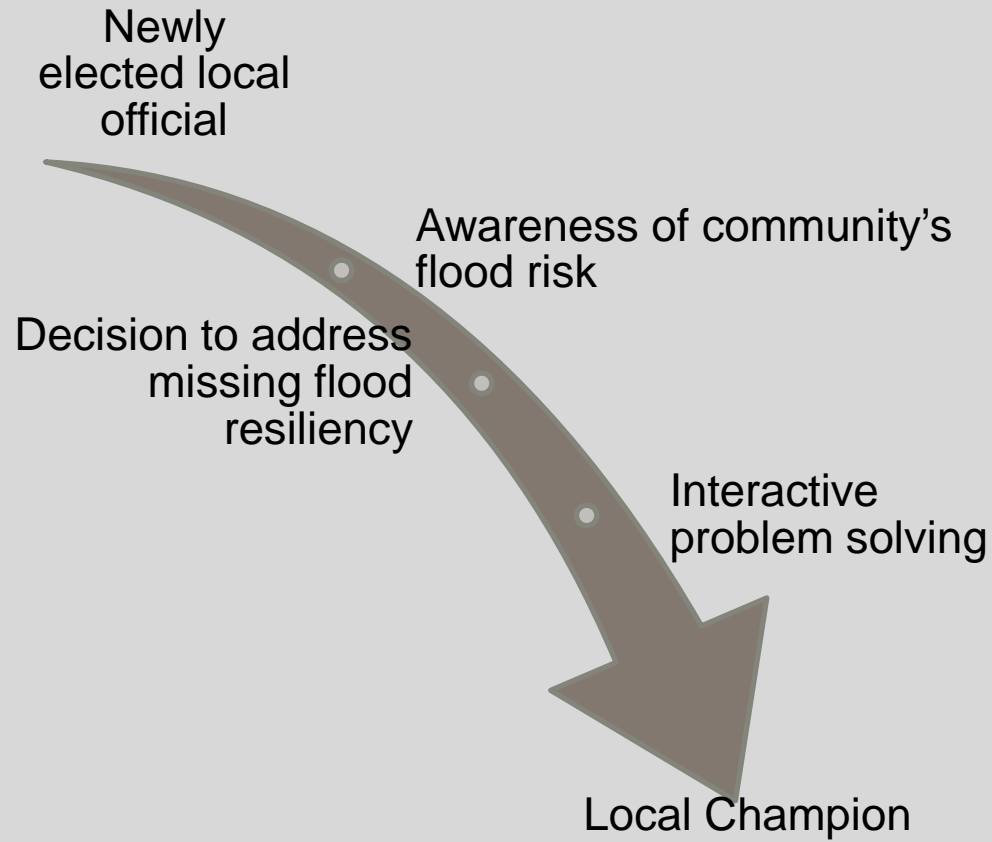 Newly
elected local
official
Awareness of community’s
flood risk
Decision to address
missing flood
resiliency
Interactive
problem solving
Local Champion